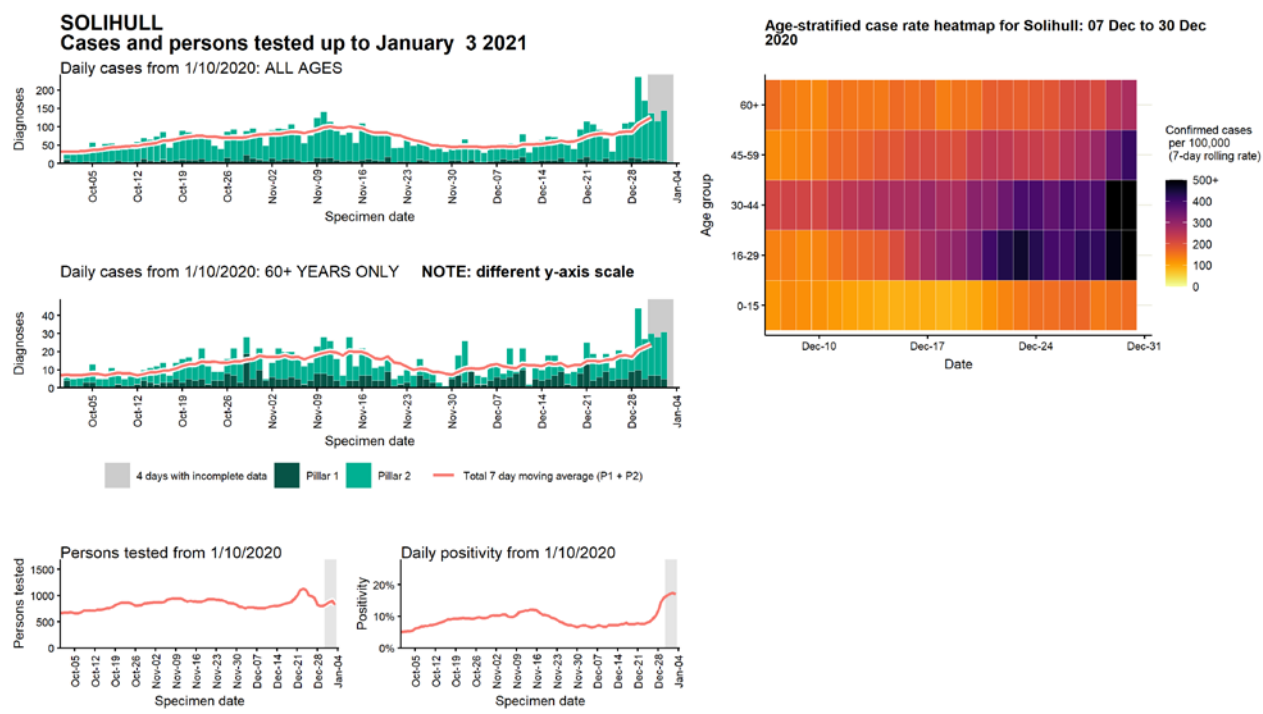 SOLIHULL
Cases and persons tested up to January 3 2021
Daily cases from 1/10/2020: ALL AGES
Diagnoses
200
150
100
50
0
Oct-05
Oct-12
Oct-19
Oct-26
Nov-02
Nov-09
Nov-16
Nov-23
Nov-30
Dec-07
Dec-14
Dec-21
Dec-28
Jan-04
Specimen date
Daily cases from 1/10/2020: 60+ YEARS ONLY NOTE: different y-axis scale
Diagnoses
40
30
20
10
0
Oct-05
Oct-12
Oct-19
Oct-26
Nov-02
Nov-09
Nov-16
Nov-23
Nov-30
Dec-07
Dec-14
Dec-21
Dec-28
Jan-04
Specimen date
4 days with incomplete data
Pillar 1
Pillar 2
Total 7 day moving average (P1 + P2)
Persons tested from 1/10/2020
Persons tested
1500
1000
500
0
Oct-05
Oct-12
Oct-19
Oct-26
Nov-02
Nov-09
Nov-16
Nov-23
Nov-30
Dec-07
Dec-14
Dec-21
Dec-28
Jan-04
Specimen date
Daily positivity from 1/10/2020
Positivity
20%
10%
0%
Oct-05
Oct-12
Oct-19
Oct-26
Nov-02
Nov-09
Nov-16
Nov-23
Nov-30
Dec-07
Dec-14
Dec-21
Dec-28
Jan-04
Specimen date
Age-stratified case rate heatmap for Solihull: 07 Dec to 30 Dec
2020
Age group
60+
45-59
30-44
16-29
0-15
Dec-10
Dec-17
Dec-24
Dec-31
Date
Confirmed cases
per 100,000
(7-day rolling rate)
500+
400
300
200
100
0